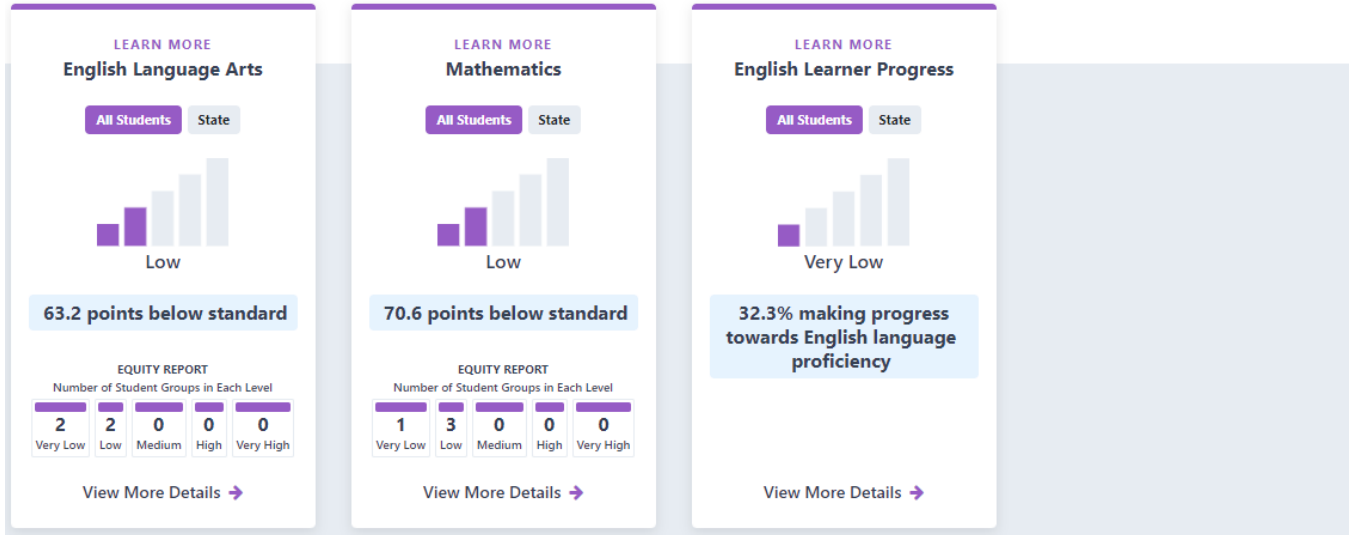 LEARN MORE
English Language Arts
All Students State
Low
63.2 points below standard
EQUITY REPORT
Number of Student Groups in Each Level
2 2 0 0 0
Very Low Low Medium High Very High
View More Details
LEARN MORE
Mathematics
All Students State
Low
70.6 points below standard
EQUITY REPORT
Number of Student Groups in Each Level
1 3 0 0 0
Very Low Low Medium High Very High
View More Details
LEARN MORE
English Learner Progress
All Students State
Very Low
32.3% making progress
towards English language
proficiency
View More Details